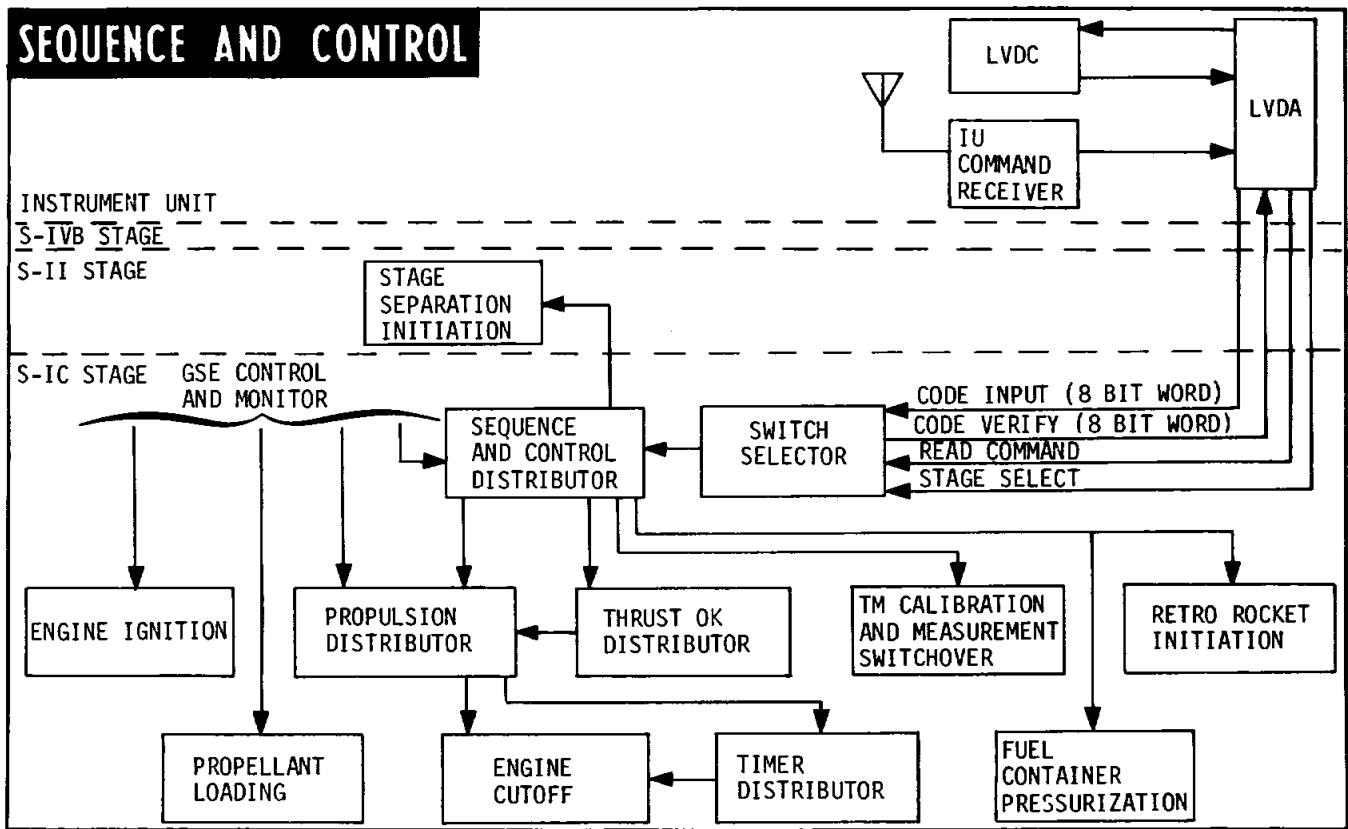 SEQUENCE AND CONTROL
LVDC
LVDA
IU
COMMAND
RECEIVER
INSTRUMENT UNIT
S-IVB STAGE
S-II STAGE
STAGE
SEPARATION
INITIATION
S-IC STAGE
GSE CONTROL
AND MONITOR
SEQUENCE
AND CONTROL
DISTRIBUTOR
SWITCH
SELECTOR
CODE INPUT (8 BIT WORD)
CODE VERIFY (8 BIT WORD)
READ COMMAND
STAGE SELECT
ENGINE IGNITION
PROPULSION
DISTRIBUTOR
THRUST OK
DISTRIBUTOR
TM CALIBRATION
AND MEASUREMENT
SWITCHOVER
RETRO ROCKET
INITIATION
PROPELLANT
LOADING
ENGINE
CUTOFF
TIMER
DISTRIBUTOR
FUEL
CONTAINER
PRESSURIZATION